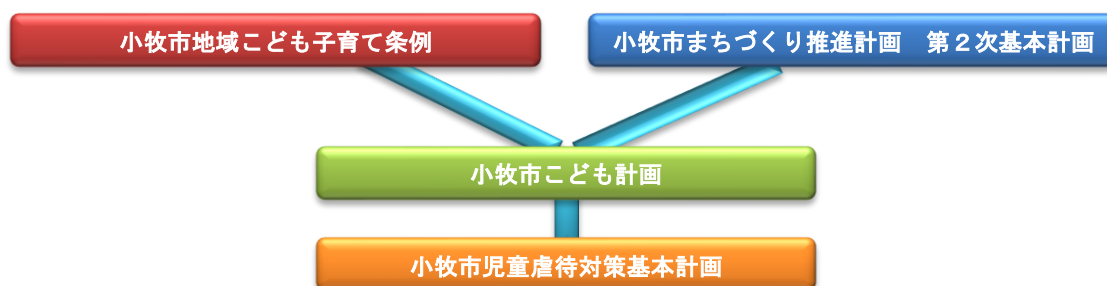 小牧市地域こども子育て条例
小牧市まちづくり推進計画　第２次基本計画
小牧市こども計画
小牧市児童虐待対策基本計画